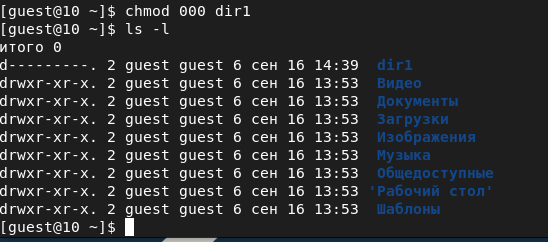 [guest@10 ~]$ chmod 000 dir1
[guest@10 ~]$ ls -l
итого 0
d---------. 2 guest guest 6 сен 16 14:39  dir1
drwxr-xr-x. 2 guest guest 6 сен 16 13:53  Видео
drwxr-xr-x. 2 guest guest 6 сен 16 13:53  Документы
drwxr-xr-x. 2 guest guest 6 сен 16 13:53  Загрузки
drwxr-xr-x. 2 guest guest 6 сен 16 13:53  Изображения
drwxr-xr-x. 2 guest guest 6 сен 16 13:53  Музыка
drwxr-xr-x. 2 guest guest 6 сен 16 13:53  Общедоступные
drwxr-xr-x. 2 guest guest 6 сен 16 13:53 'Рабочий стол'
drwxr-xr-x. 2 guest guest 6 сен 16 13:53  Шаблоны
[guest@10 ~]$